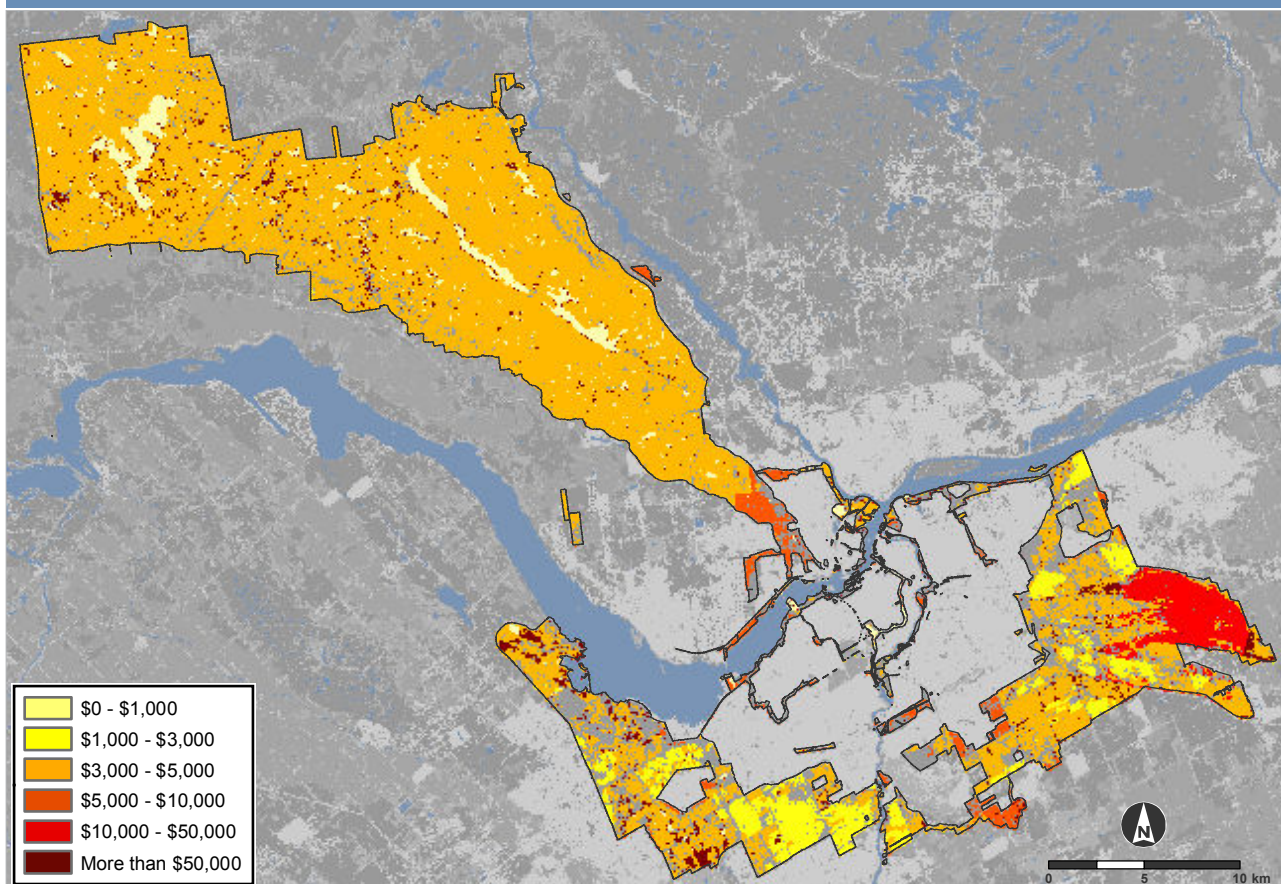 $0 - $1,000
$1,000 - $3,000
$3,000 - $5,000
$5,000 - $10,000
$10,000 - $50,000
More than $50,000
N
0 5 10 km